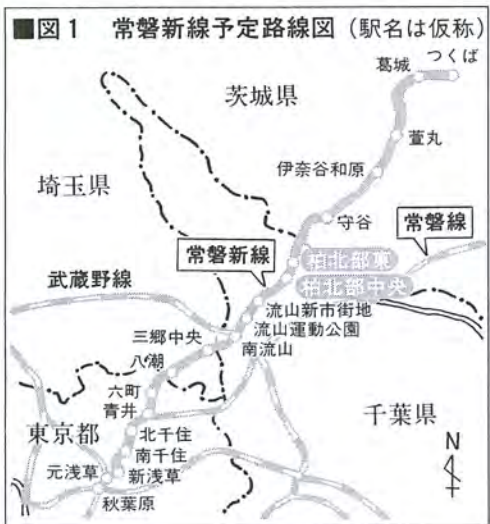 ■図1 常磐新線予定路線図(駅名は仮称)
つくば
葛城
茨城県
萱丸
伊奈谷和原
埼玉県
守谷
常磐新線
常磐線
柏北部東
柏北部中央
武蔵野線
流山新市街地
流山運動公園
南流山
三郷中央
八潮
六町
青井
千葉県
東京都
北千住
南千住
新浅草
元浅草
秋葉原
N